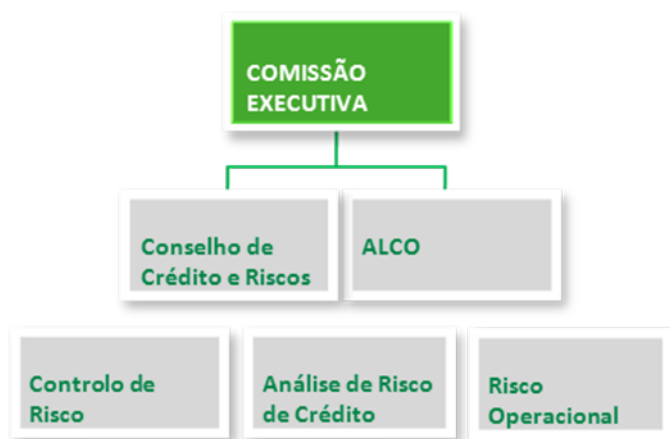 COMISSÃO
EXECUTIVA
Conselho de
Crédito e Riscos
ALCO
Controlo de
Risco
Análise de Risco
de Crédito
Risco
Operacional